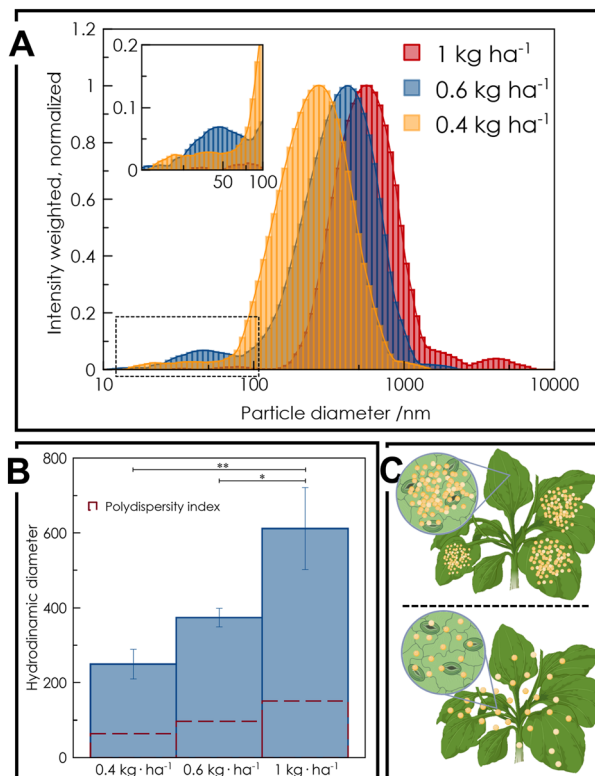 A
1 kg ha⁻¹
0.6 kg ha⁻¹
0.4 kg ha⁻¹
Intensity weighted, normalized
1.2
1
0.8
0.6
0.4
0.2
0
0.2
0.1
0
50
100
10
100
1000
10000
Particle diameter /nm
B
Hydrodinamic diameter
800
600
400
200
0
**
*
Polydispersity index
0.4 kg·ha⁻¹
0.6 kg·ha⁻¹
1 kg·ha⁻¹
C